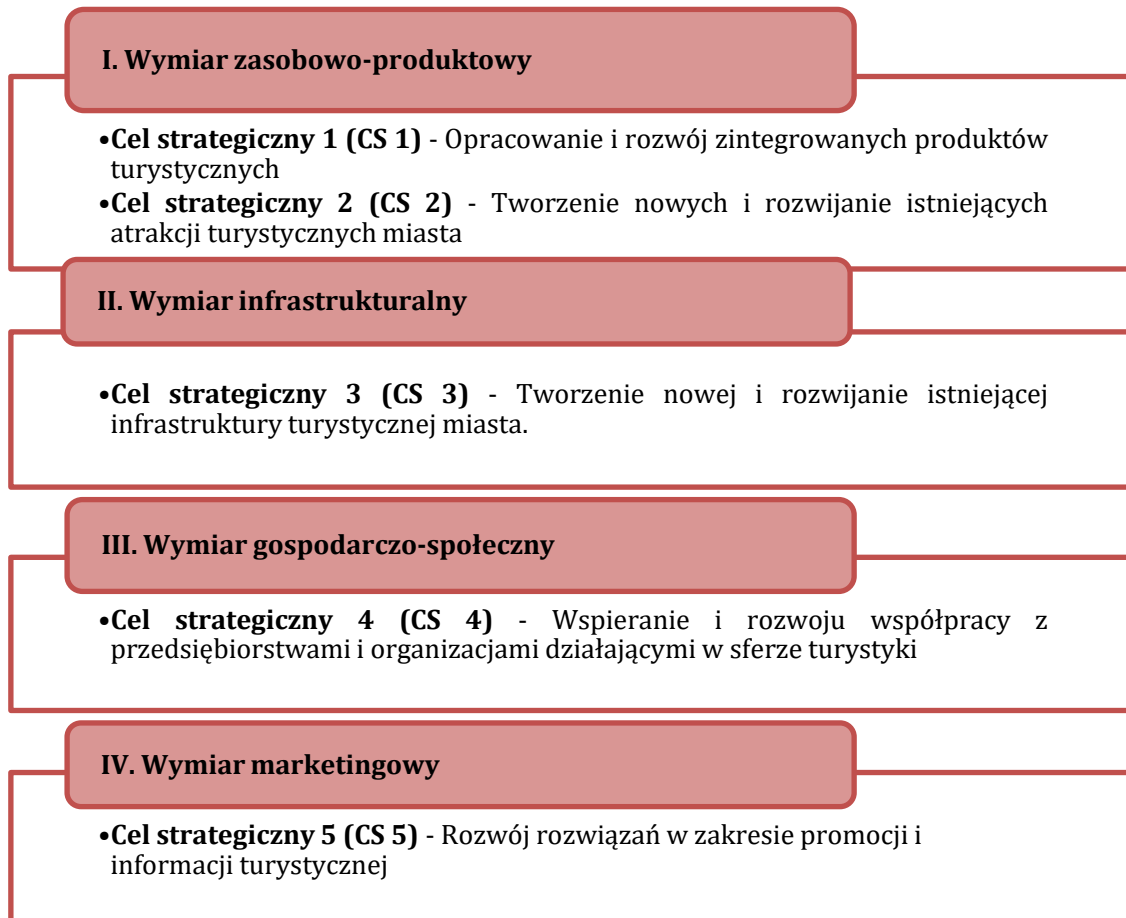 I. Wymiar zasobowo-produktowy
•Cel strategiczny 1 (CS 1) - Opracowanie i rozwój zintegrowanych produktów
turystycznych
•Cel strategiczny 2 (CS 2) - Tworzenie nowych i rozwijanie istniejących
atrakcji turystycznych miasta
II. Wymiar infrastrukturalny
•Cel strategiczny 3 (CS 3) - Tworzenie nowej i rozwijanie istniejącej
infrastruktury turystycznej miasta.
III. Wymiar gospodarczo-społeczny
•Cel strategiczny 4 (CS 4) - Wspieranie i rozwoju współpracy z
przedsiębiorstwami i organizacjami działającymi w sferze turystyki
IV. Wymiar marketingowy
•Cel strategiczny 5 (CS 5) - Rozwój rozwiązań w zakresie promocji i
informacji turystycznej